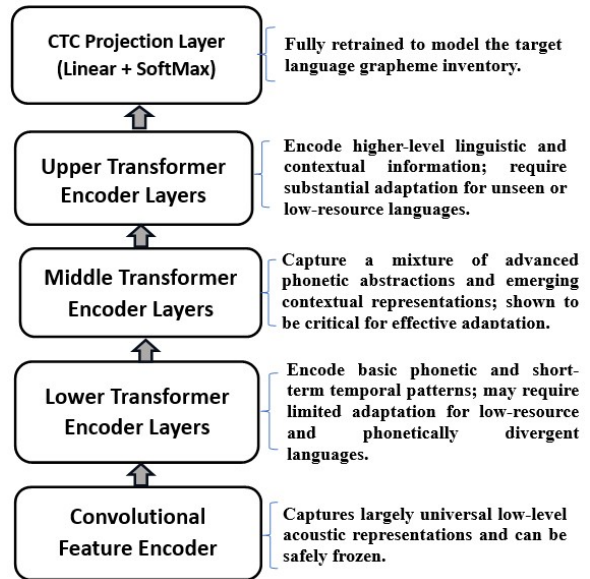 CTC Projection Layer
(Linear + SoftMax)
Fully retrained to model the target
language grapheme inventory.
Upper Transformer
Encoder Layers
Encode higher-level linguistic and
contextual information; require
substantial adaptation for unseen or
low-resource languages.
Middle Transformer
Encoder Layers
Capture a mixture of advanced
phonetic abstractions and emerging
contextual representations; shown to
be critical for effective adaptation.
Lower Transformer
Encoder Layers
Encode basic phonetic and short-
term temporal patterns; may require
limited adaptation for low-resource
and phonetically divergent
languages.
Convolutional
Feature Encoder
Captures largely universal low-level
acoustic representations and can be
safely frozen.